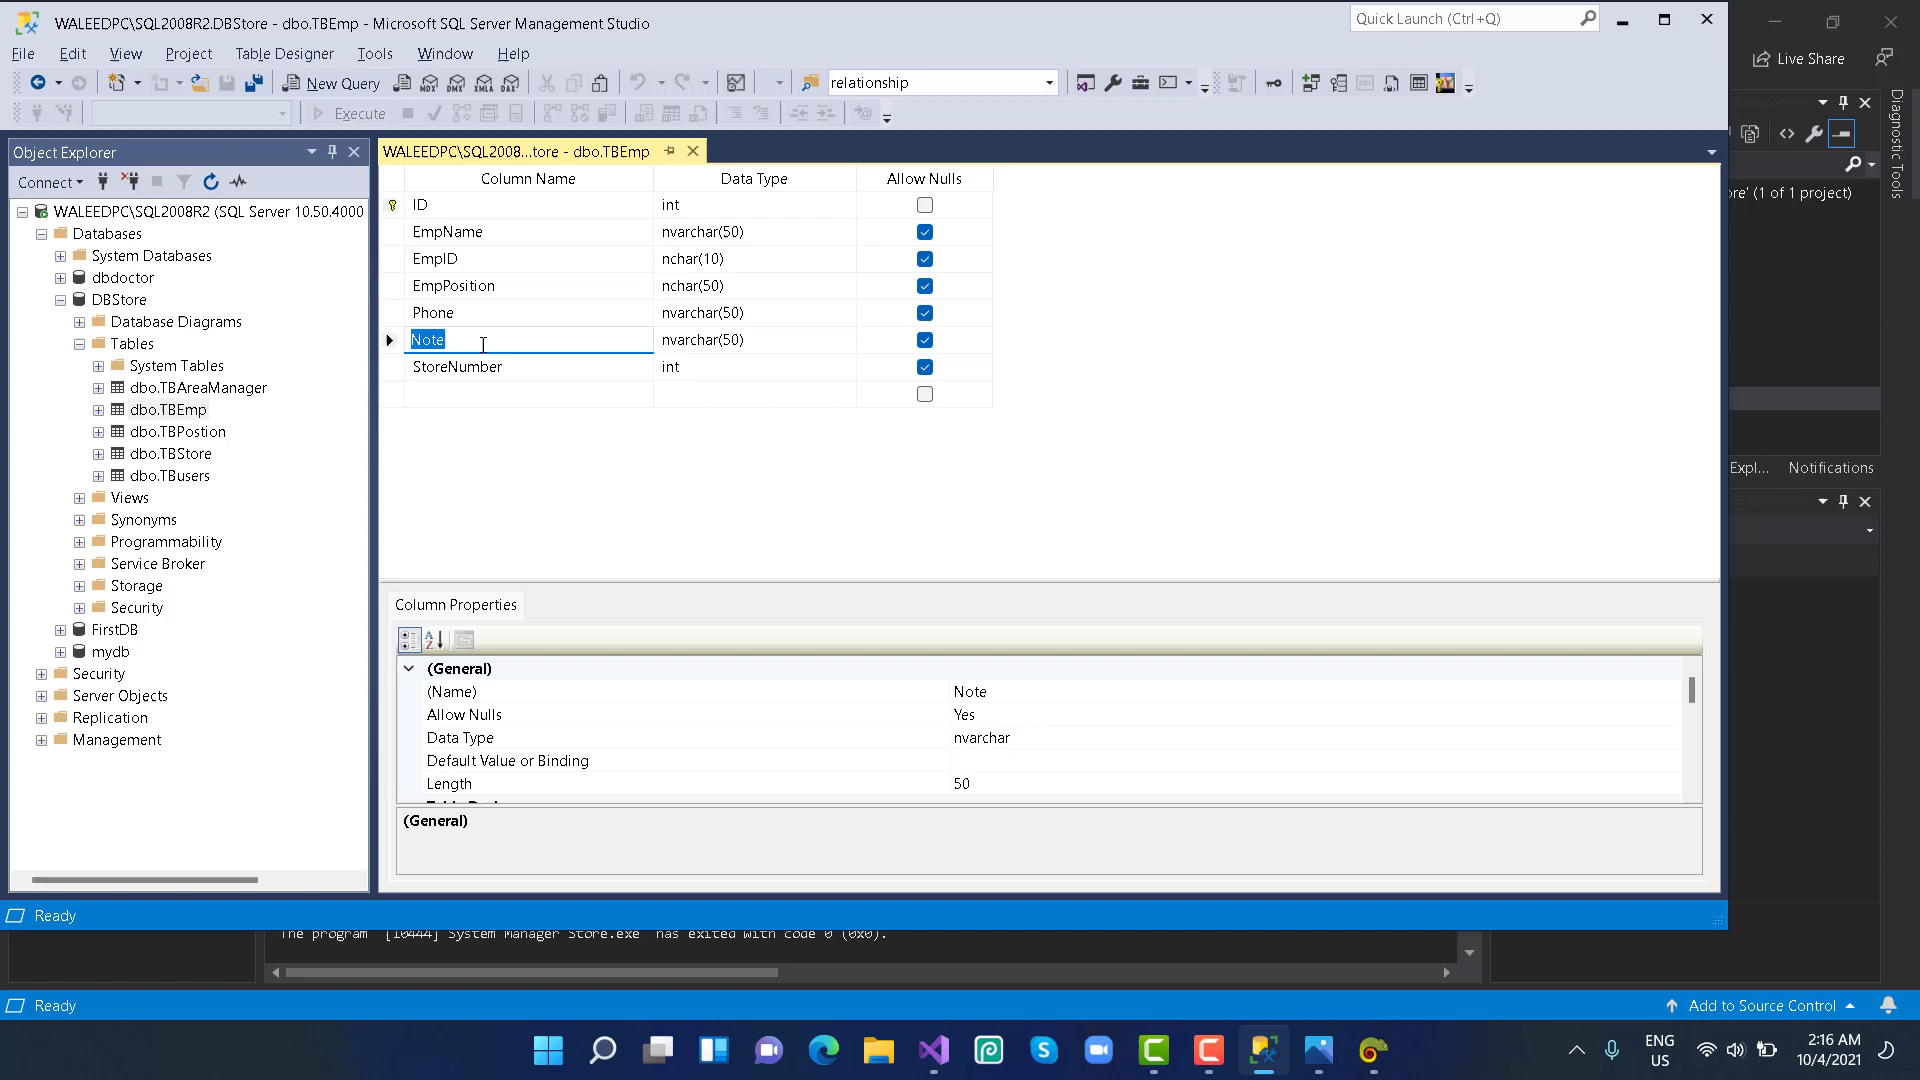 WALEEDPC\SQL2008R2.DBStore - dbo.TBEmp - Microsoft SQL Server Management Studio
Quick Launch (Ctrl+Q)
File Edit View Project Table Designer Tools Window Help
Live Share
New Query
MDX DMX XMLA DAX
relationship
Execute
Object Explorer
WALEEDPC\SQL2008...tore - dbo.TBEmp
Connect
WALEEDPC\SQL2008R2 (SQL Server 10.50.4000
Databases
System Databases
dbdoctor
DBStore
Database Diagrams
Tables
System Tables
dbo.TBAreaManager
dbo.TBEmp
dbo.TBPostion
dbo.TBStore
dbo.TBusers
Views
Synonyms
Programmability
Service Broker
Storage
Security
FirstDB
mydb
Security
Server Objects
Replication
Management
Column Name Data Type Allow Nulls
ID int
EmpName nvarchar(50)
EmpID nchar(10)
EmpPosition nchar(50)
Phone nvarchar(50)
Note nvarchar(50)
StoreNumber int
Column Properties
(General)
(Name) Note
Allow Nulls Yes
Data Type nvarchar
Default Value or Binding
Length 50
(General)
Diagnostic Tools
ore' (1 of 1 project)
Expl... Notifications
Ready
The program '[10444] System Manager Store.exe' has exited with code 0 (0x0).
Ready
Add to Source Control
ENG
US
2:16 AM
10/4/2021